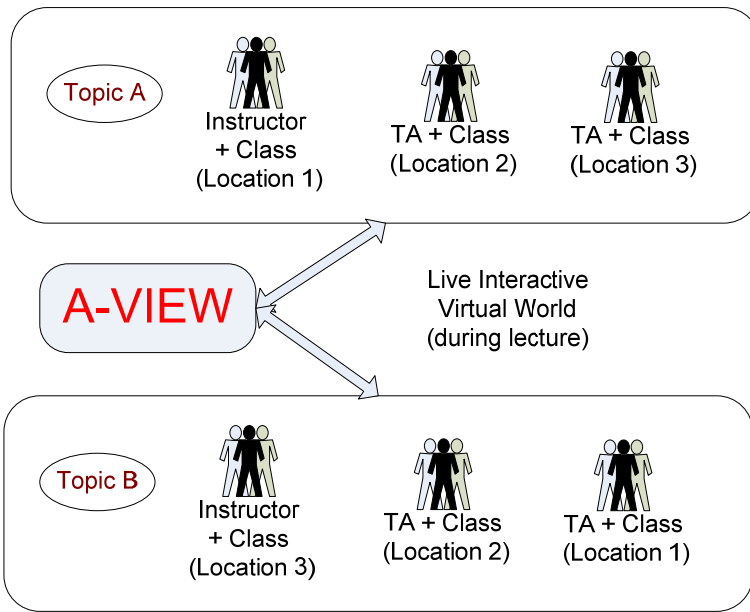 Topic A
Instructor
+ Class
(Location 1)
TA + Class
(Location 2)
TA + Class
(Location 3)
A-VIEW
Live Interactive
Virtual World
(during lecture)
Topic B
Instructor
+ Class
(Location 3)
TA + Class
(Location 2)
TA + Class
(Location 1)